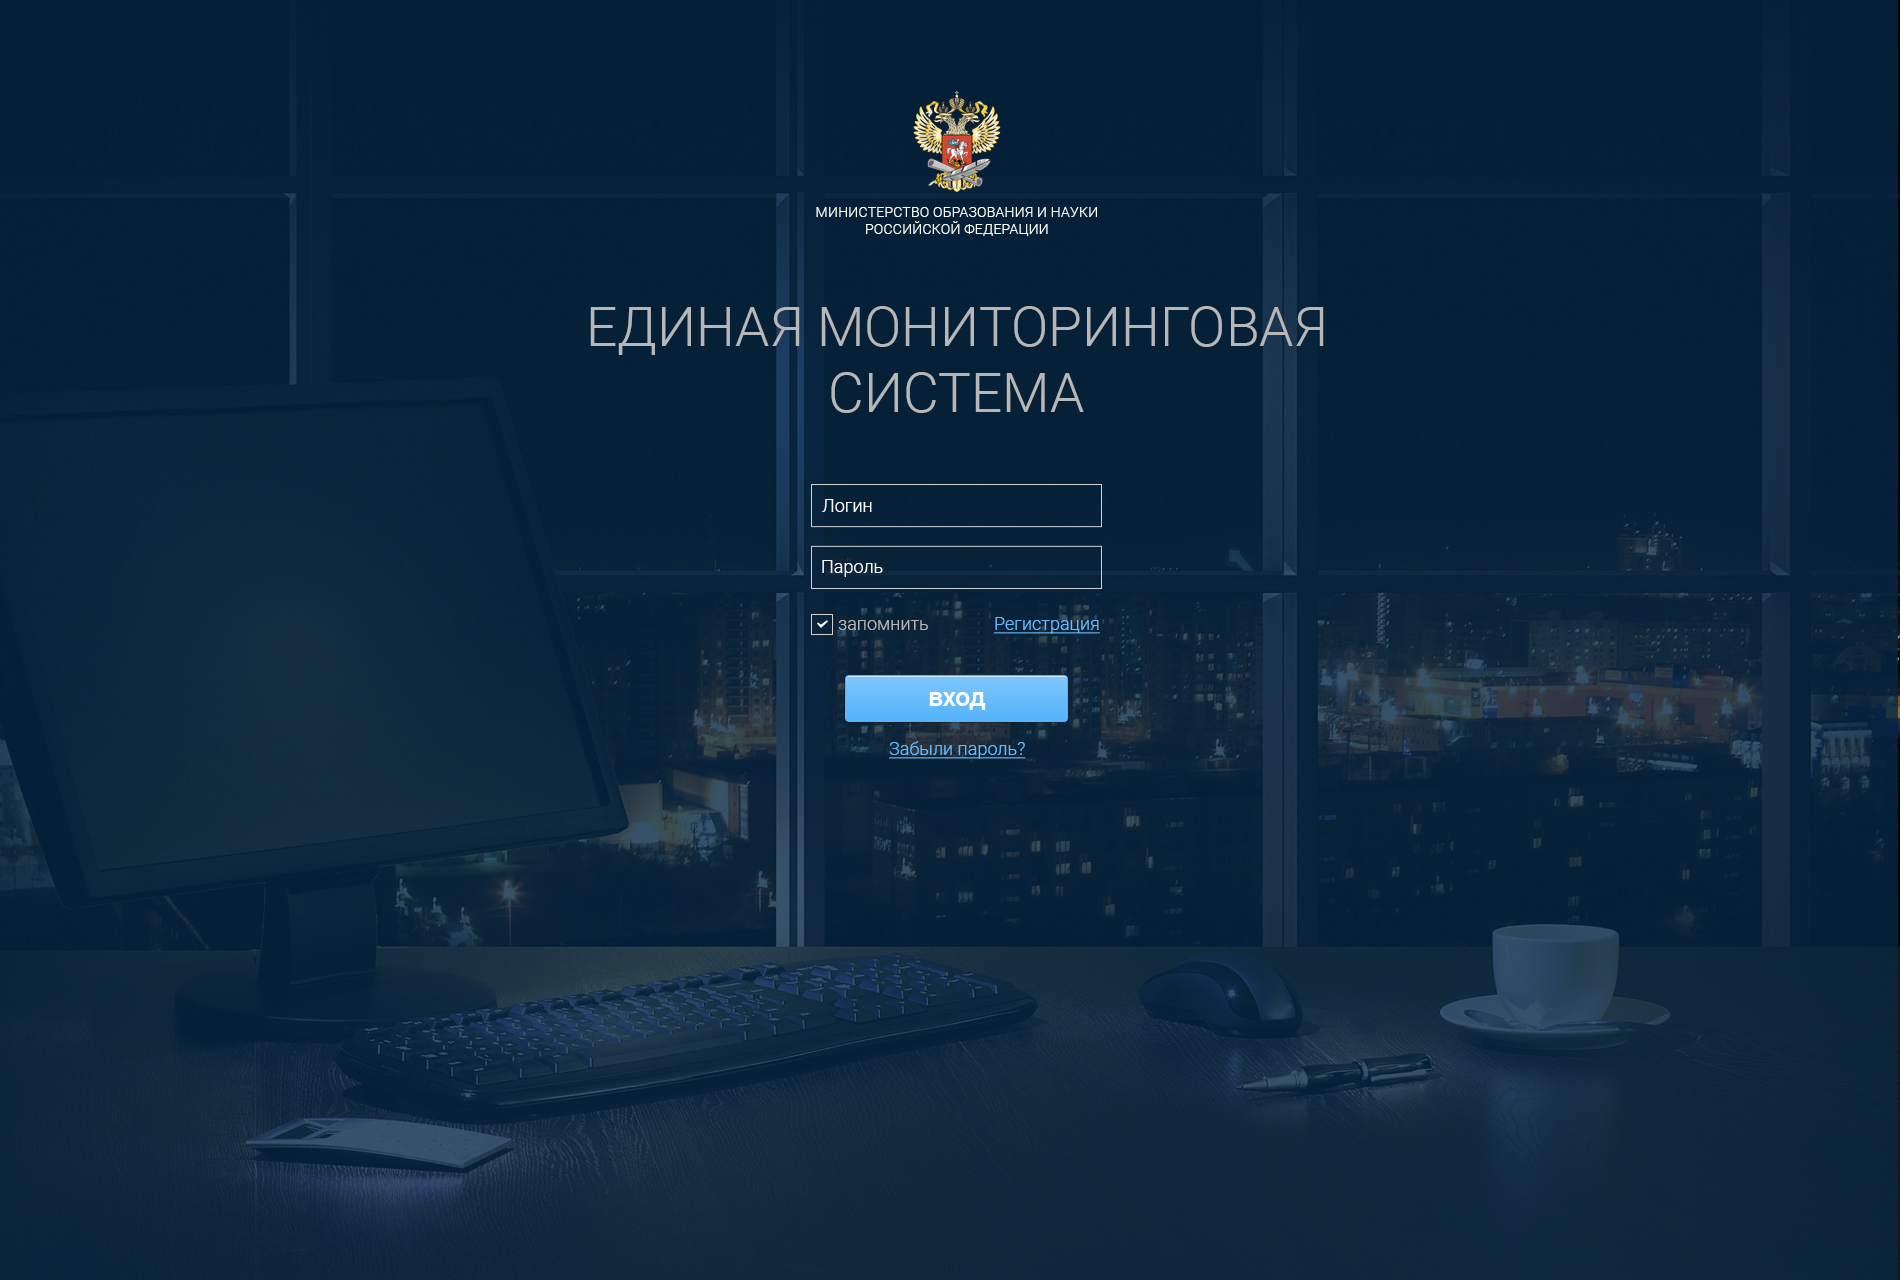 МИНИСТЕРСТВО ОБРАЗОВАНИЯ И НАУКИ
РОССИЙСКОЙ ФЕДЕРАЦИИ
ЕДИНАЯ МОНИТОРИНГОВАЯ
СИСТЕМА
Логин
Пароль
запомнить Регистрация
вход
Забыли пароль?